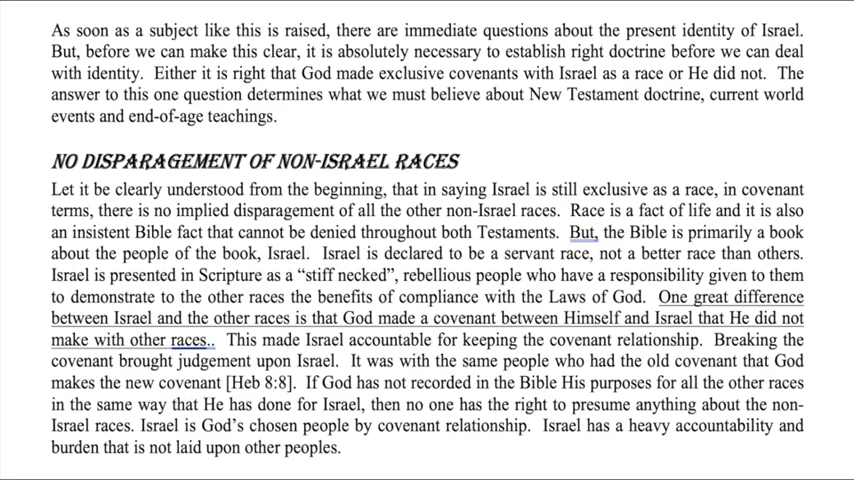 As soon as a subject like this is raised, there are immediate questions about the present identity of Israel.
But, before we can make this clear, it is absolutely necessary to establish right doctrine before we can deal
with identity. Either it is right that God made exclusive covenants with Israel as a race or He did not. The
answer to this one question determines what we must believe about New Testament doctrine, current world
events and end-of-age teachings.
NO DISPARAGEMENT OF NON-ISRAEL RACES
Let it be clearly understood from the beginning, that in saying Israel is still exclusive as a race, in covenant
terms, there is no implied disparagement of all the other non-Israel races. Race is a fact of life and it is also
an insistent Bible fact that cannot be denied throughout both Testaments. But, the Bible is primarily a book
about the people of the book, Israel. Israel is declared to be a servant race, not a better race than others.
Israel is presented in Scripture as a “stiff necked”, rebellious people who have a responsibility given to them
to demonstrate to the other races the benefits of compliance with the Laws of God. One great difference
between Israel and the other races is that God made a covenant between Himself and Israel that He did not
make with other races.. This made Israel accountable for keeping the covenant relationship. Breaking the
covenant brought judgement upon Israel. It was with the same people who had the old covenant that God
makes the new covenant [Heb 8:8]. If God has not recorded in the Bible His purposes for all the other races
in the same way that He has done for Israel, then no one has the right to presume anything about the non-
Israel races. Israel is God’s chosen people by covenant relationship. Israel has a heavy accountability and
burden that is not laid upon other peoples.